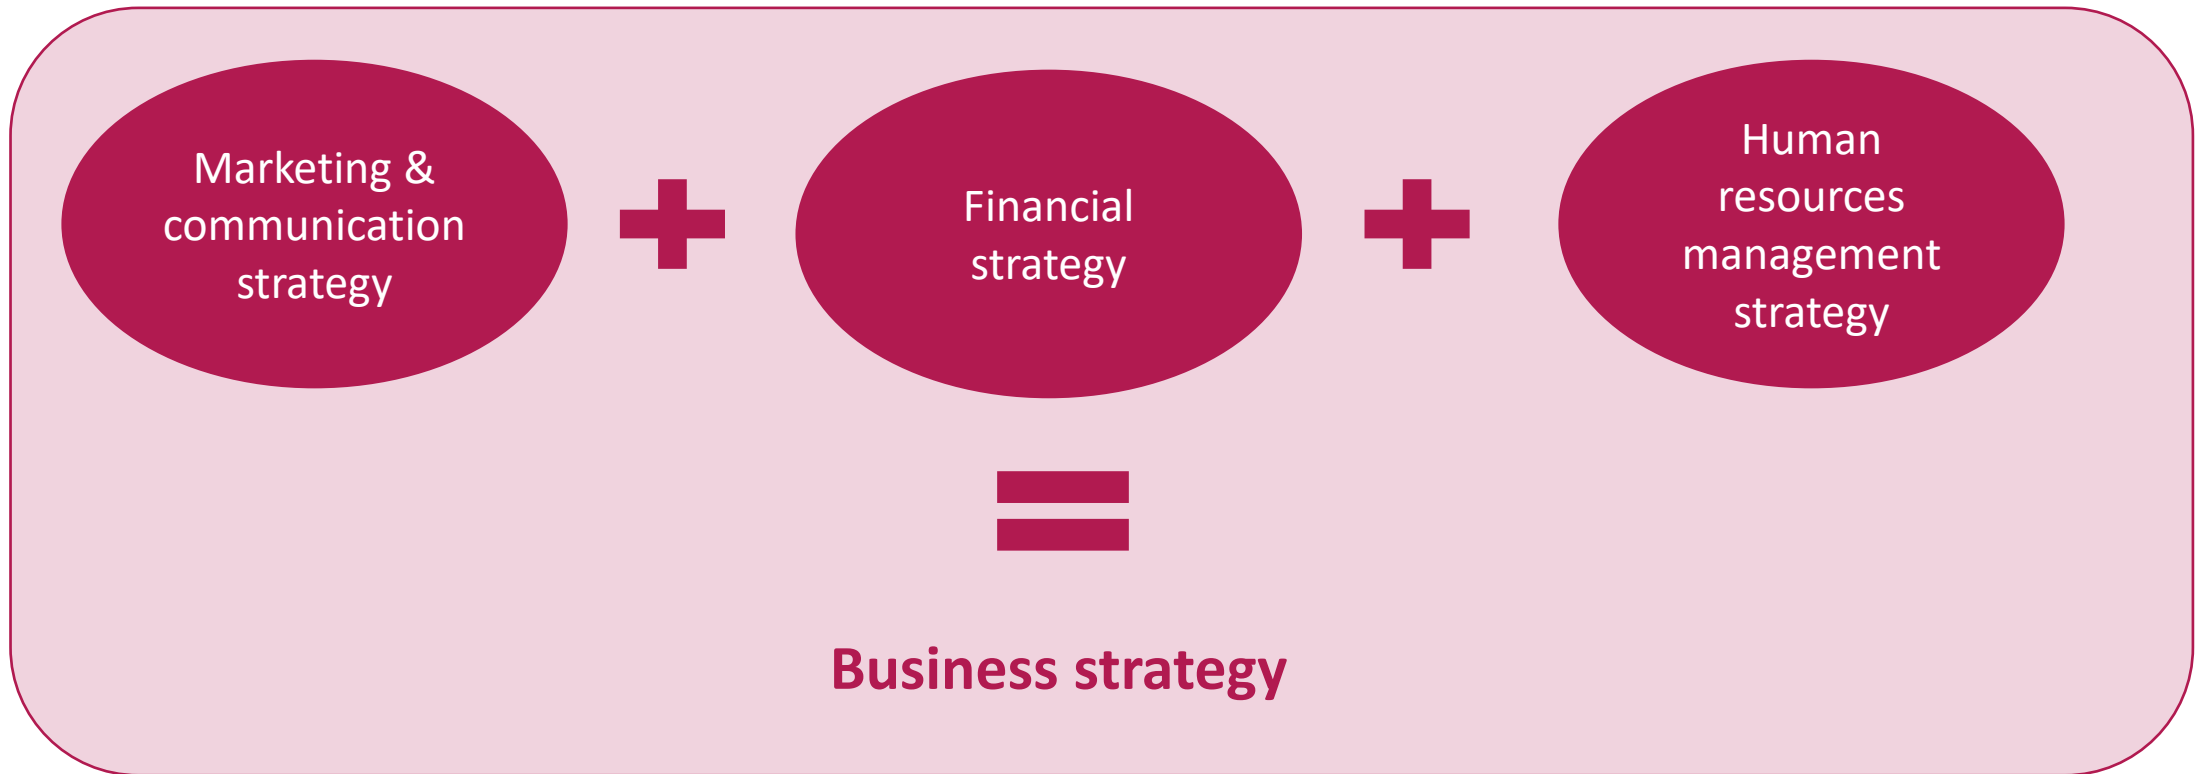 Marketing &
communication
strategy
Financial
strategy
Human
resources
management
strategy
Business strategy